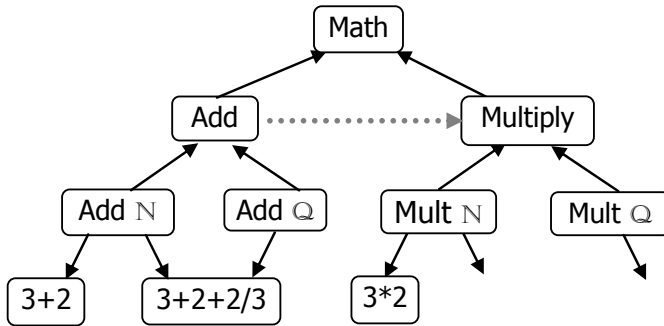 Math
Add
Multiply
Add ℕ
Add ℚ
Mult ℕ
Mult ℚ
3+2
3+2+2/3
3*2